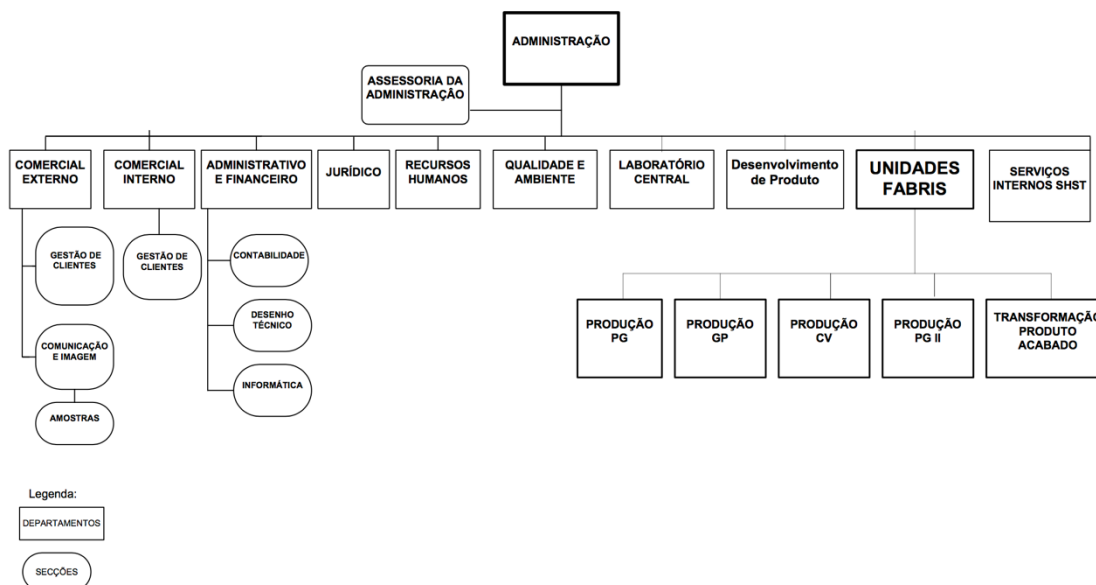 ADMINISTRAÇÃO
ASSESSORIA DA
ADMINISTRAÇÂO
COMERCIAL
EXTERNO
COMERCIAL
INTERNO
ADMINISTRATIVO
E FINANCEIRO
JURÍDICO
RECURSOS
HUMANOS
QUALIDADE E
AMBIENTE
LABORATÓRIO
CENTRAL
Desenvolvimento
de Produto
UNIDADES
FABRIS
SERVIÇOS
INTERNOS SHST
GESTÃO DE
CLIENTES
GESTÃO DE
CLIENTES
CONTABILIDADE
DESENHO
TÉCNICO
COMUNICAÇÃO
E IMAGEM
INFORMÁTICA
AMOSTRAS
PRODUÇÃO
PG
PRODUÇÃO
GP
PRODUÇÃO
CV
PRODUÇÃO
PG II
TRANSFORMAÇÃO
PRODUTO
ACABADO
Legenda:
DEPARTAMENTOS
SECÇÕES